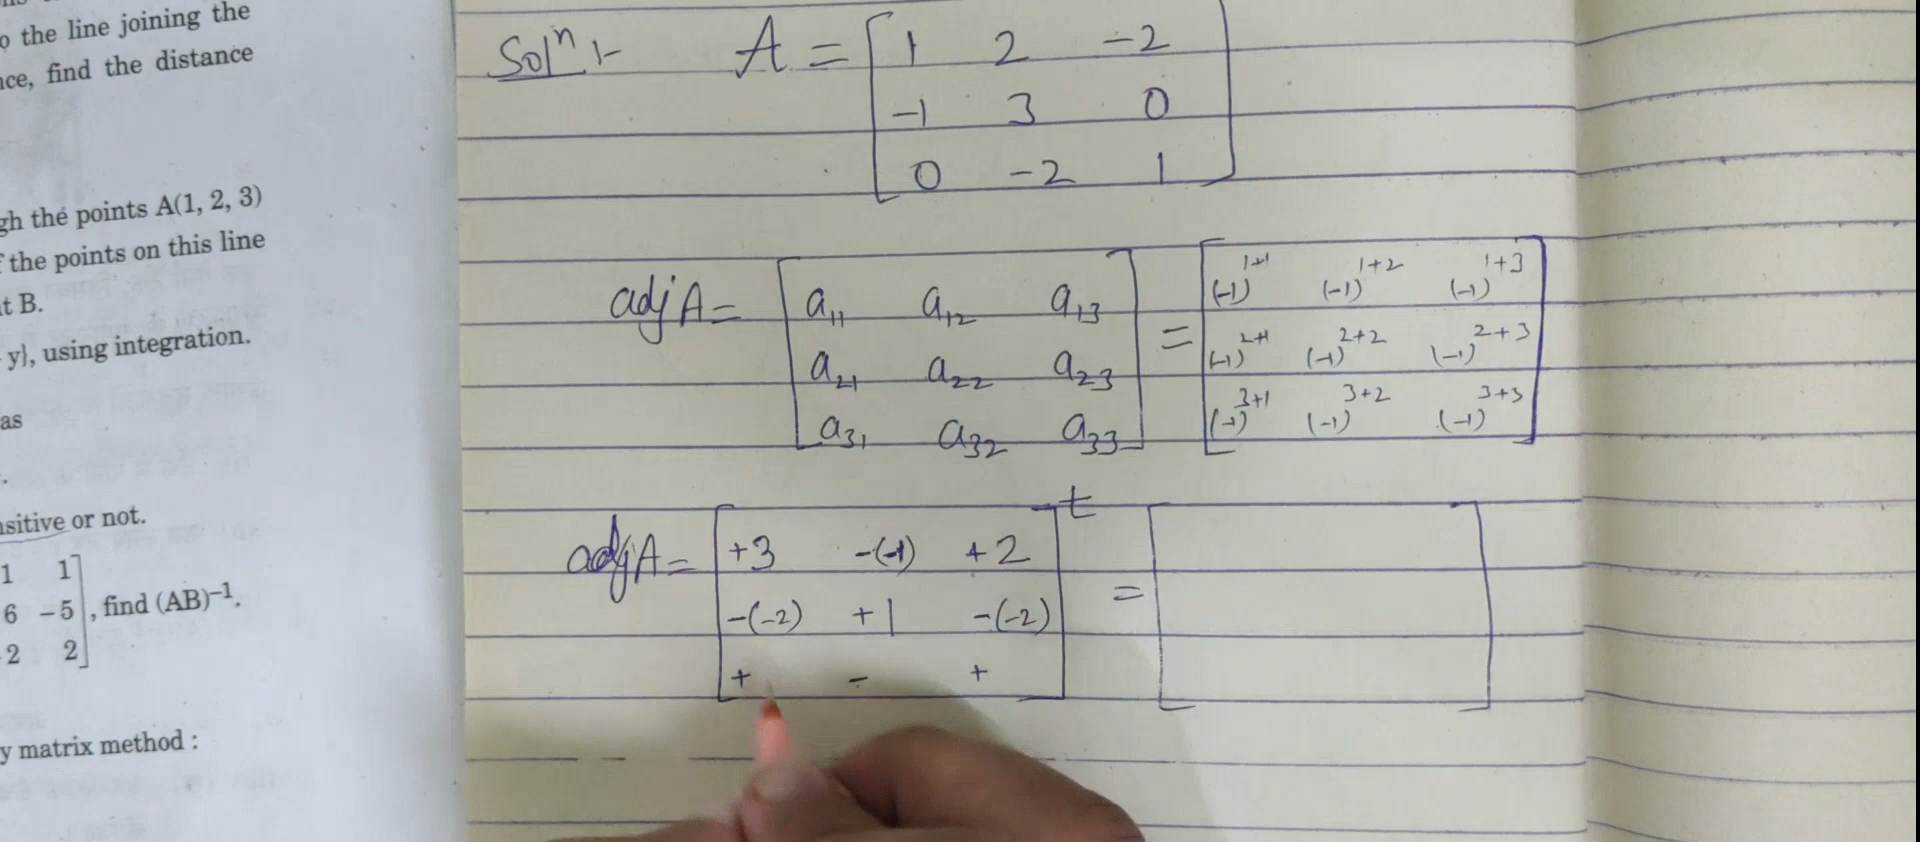 o the line joining the
ce, find the distance
gh the points A(1, 2, 3)
the points on this line
t B.
y}, using integration.
as
sitive or not.
1 1
6 -5 , find (AB)⁻¹.
2 2
y matrix method :
Solⁿ :- A = [ 1 2 -2
-1 3 0
0 -2 1 ]
adj A = [ a₁₁ a₁₂ a₁₃ = [ (-1)¹⁺¹ (-1)¹⁺² (-1)¹⁺³
a₂₁ a₂₂ a₂₃ (-1)²⁺¹ (-1)²⁺² (-1)²⁺³
a₃₁ a₃₂ a₃₃ ] (-1)³⁺¹ (-1)³⁺² (-1)³⁺³ ]
adj A = [ +3 -(-1) +2 ]ᵗ = [ ]
-(-2) +1 -(-2)
+ - +